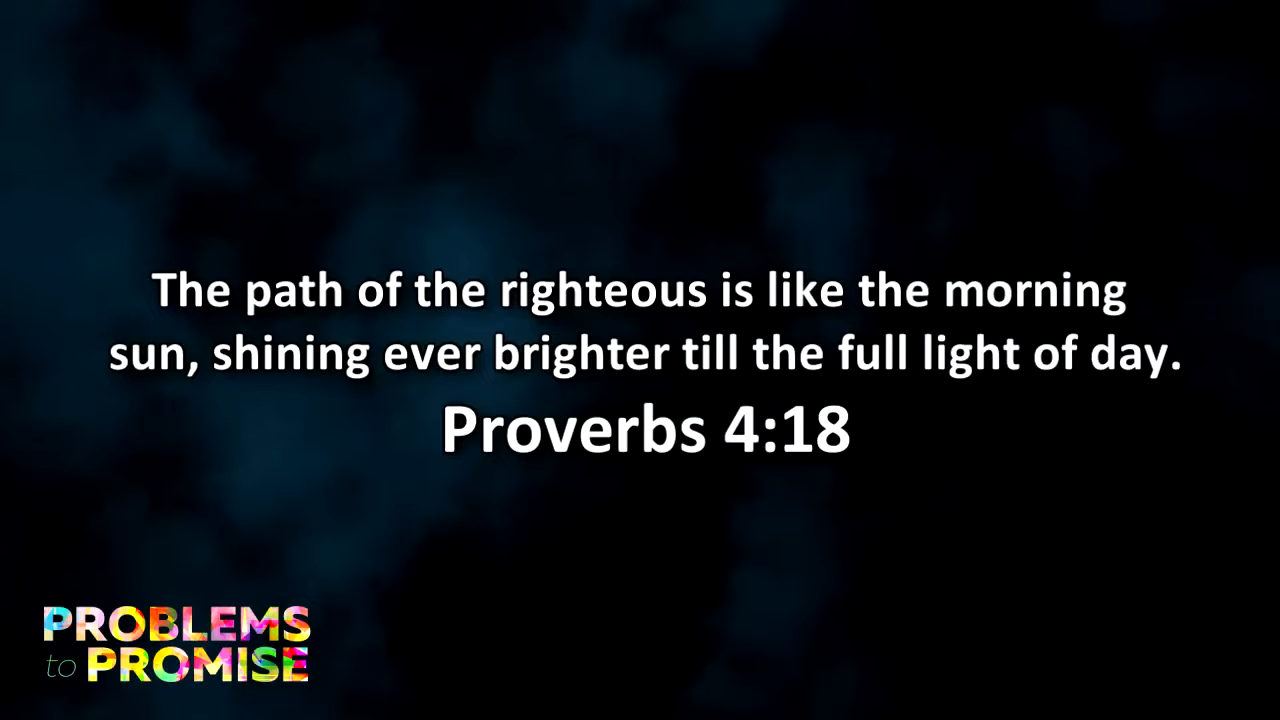 The path of the righteous is like the morning
sun, shining ever brighter till the full light of day.
Proverbs 4:18
PROBLEMS
to PROMISE